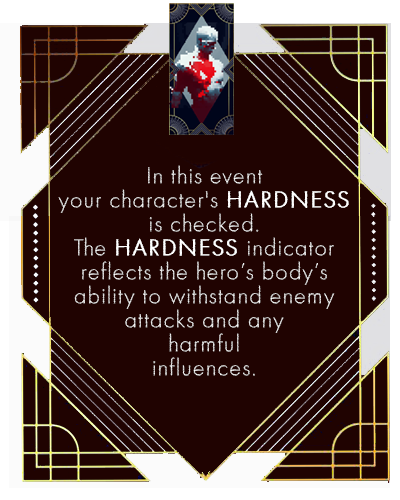 In this event
your character's HARDNESS
is checked.
The HARDNESS indicator
reflects the hero's body's
ability to withstand enemy
attacks and any
harmful
influences.